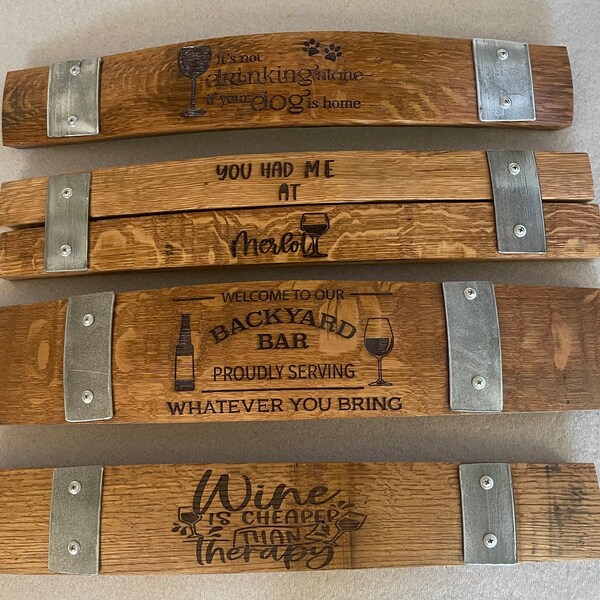 it's not
drinking alone
if your dog is home
YOU HAD ME
AT
Merlot
WELCOME TO OUR
BACKYARD
BAR
PROUDLY SERVING
WHATEVER YOU BRING
Wine
IS CHEAPER
THAN
Therapy